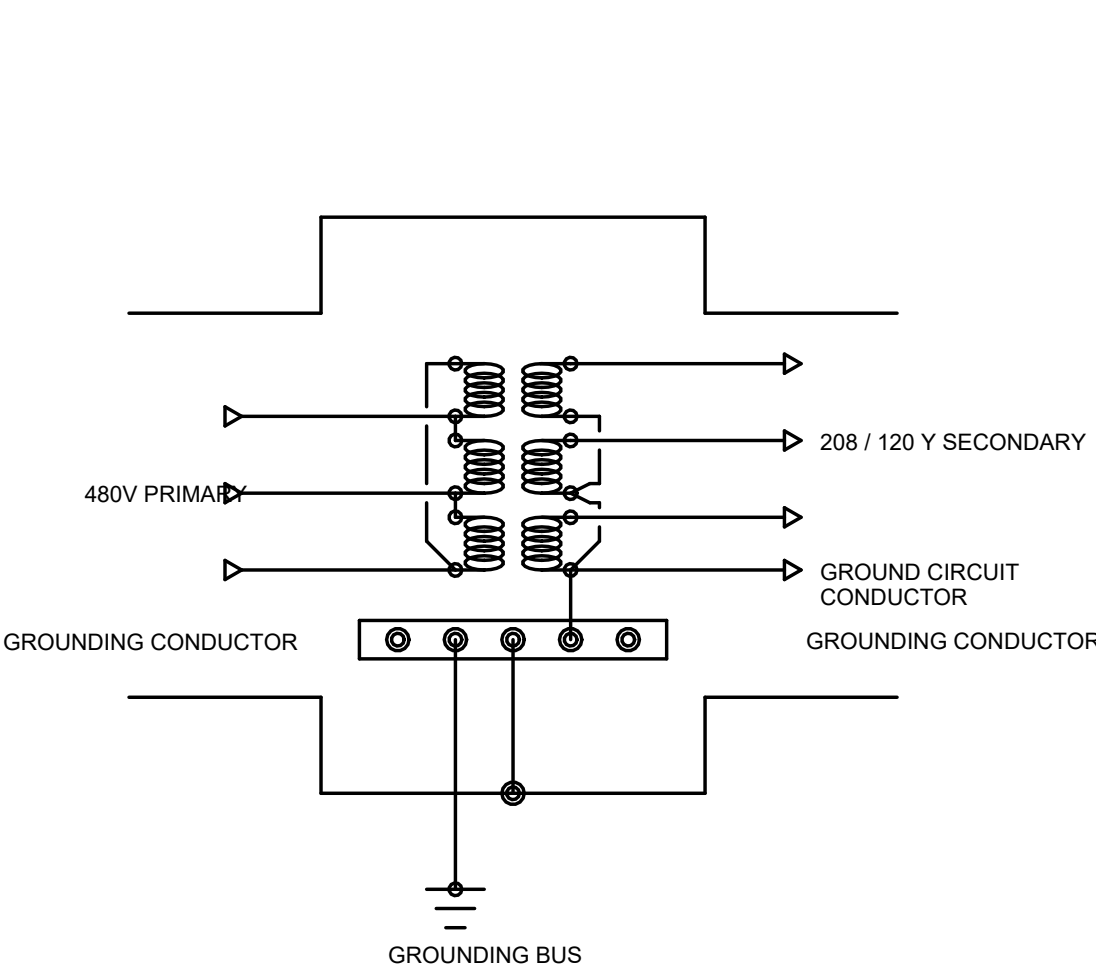 208 / 120 Y SECONDARY
480V PRIMARY
GROUND CIRCUIT
CONDUCTOR
GROUNDING CONDUCTOR
GROUNDING CONDUCTOR
GROUNDING BUS